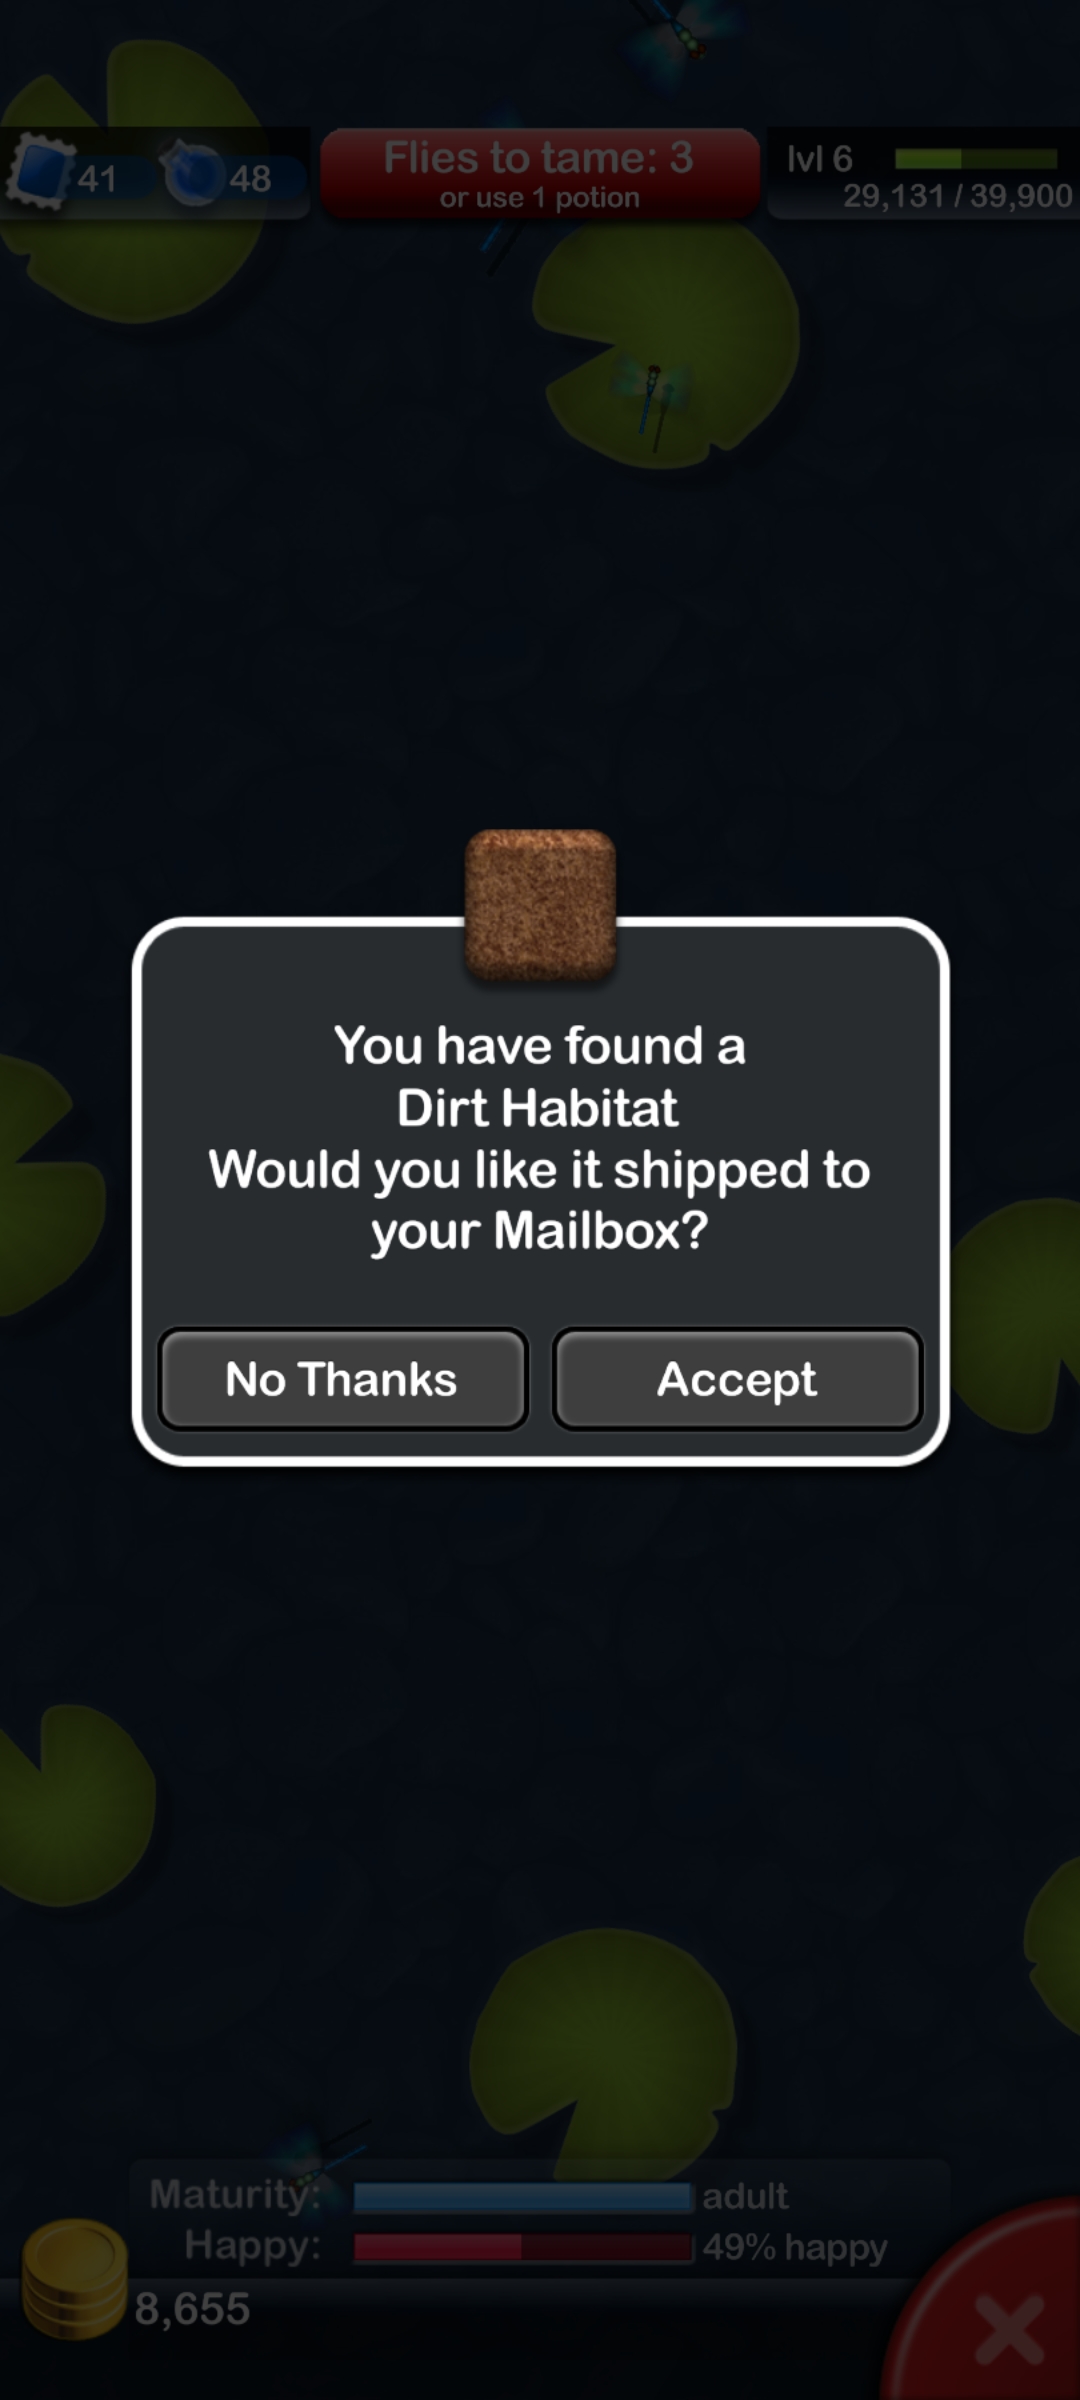 41
48
Flies to tame: 3
or use 1 potion
lvl 6
29,131 / 39,900
You have found a
Dirt Habitat
Would you like it shipped to
your Mailbox?
No Thanks
Accept
Maturity:
adult
Happy:
49% happy
8,655